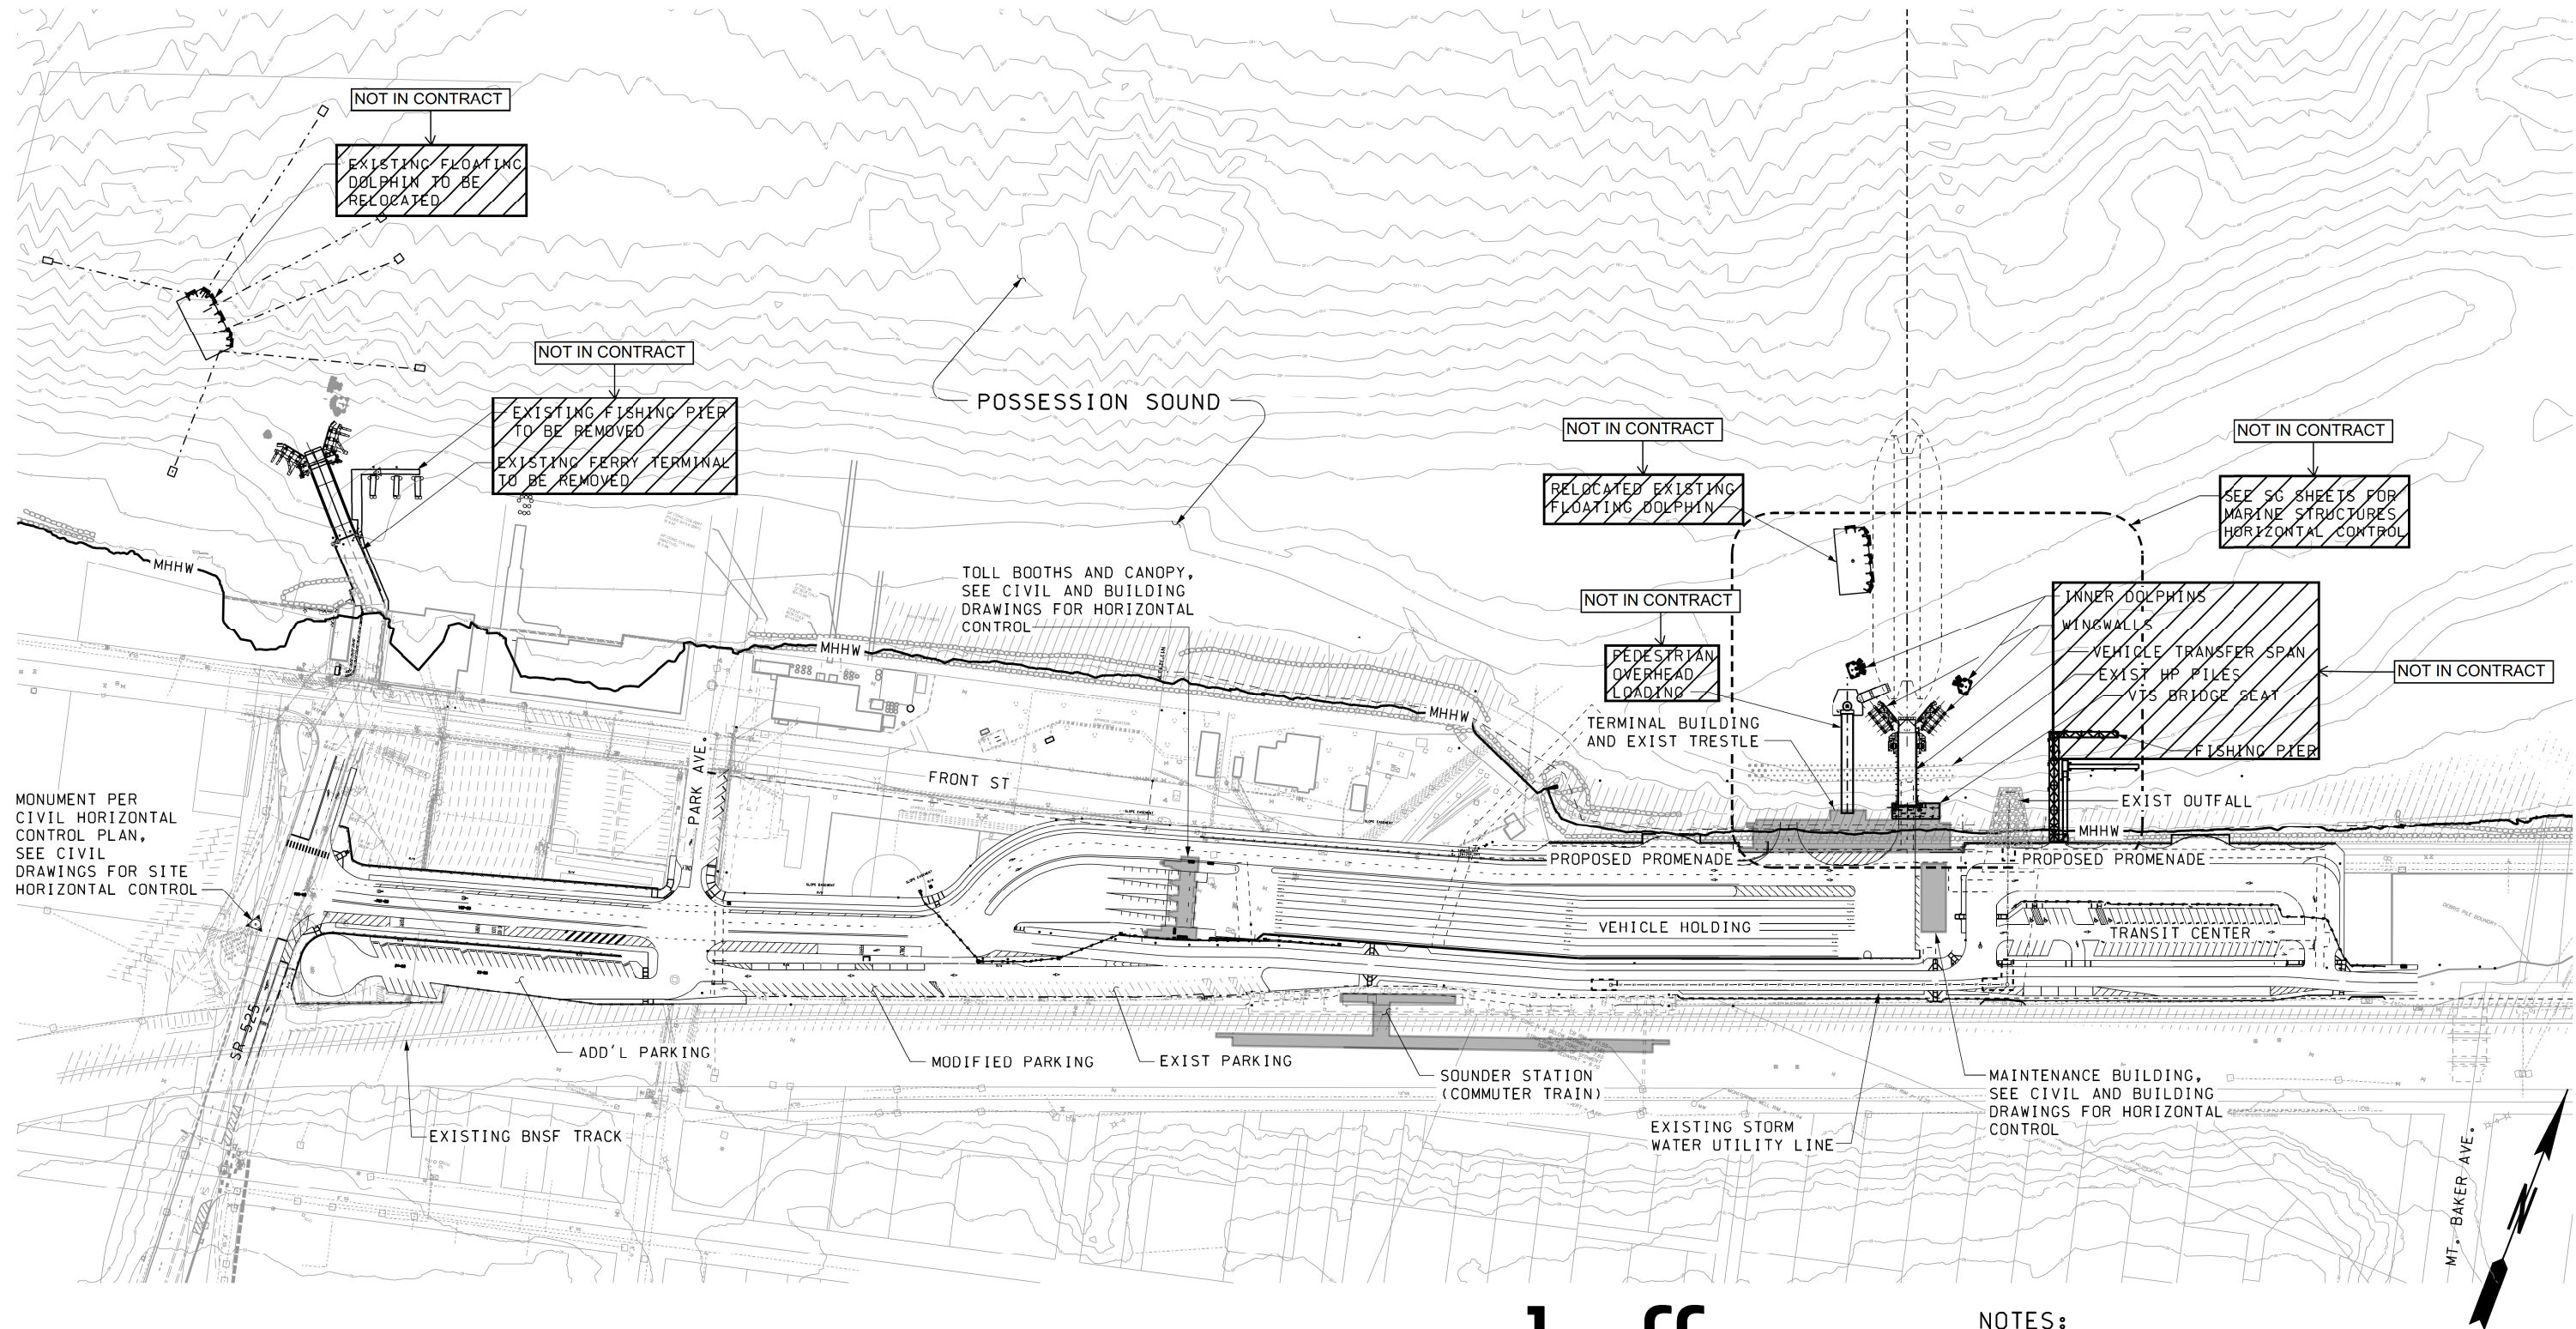 NOT IN CONTRACT
EXISTING FLOATING
DOLPHIN TO BE
RELOCATED
NOT IN CONTRACT
EXISTING FISHING PIER
TO BE REMOVED
EXISTING FERRY TERMINAL
TO BE REMOVED
POSSESSION SOUND
NOT IN CONTRACT
RELOCATED EXISTING
FLOATING DOLPHIN
NOT IN CONTRACT
SEE SG SHEETS FOR
MARINE STRUCTURES
HORIZONTAL CONTROL
MHHW
TOLL BOOTHS AND CANOPY,
SEE CIVIL AND BUILDING
DRAWINGS FOR HORIZONTAL
CONTROL
NOT IN CONTRACT
PEDESTRIAN
OVERHEAD
LOADING
INNER DOLPHINS
WINGWALLS
VEHICLE TRANSFER SPAN
EXIST HP PILES
VTS BRIDGE SEAT
FISHING PIER
NOT IN CONTRACT
MHHW
MHHW
TERMINAL BUILDING
AND EXIST TRESTLE
PARK AVE.
FRONT ST
MONUMENT PER
CIVIL HORIZONTAL
CONTROL PLAN,
SEE CIVIL
DRAWINGS FOR SITE
HORIZONTAL CONTROL
EXIST OUTFALL
MHHW
PROPOSED PROMENADE
PROPOSED PROMENADE
VEHICLE HOLDING
TRANSIT CENTER
DEBRIS PILE BOUNDARY
SR 525
ADD'L PARKING
MODIFIED PARKING
EXIST PARKING
SOUNDER STATION
(COMMUTER TRAIN)
MAINTENANCE BUILDING,
SEE CIVIL AND BUILDING
DRAWINGS FOR HORIZONTAL
CONTROL
EXISTING BNSF TRACK
EXISTING STORM
WATER UTILITY LINE
MT. BAKER AVE.
N
NOTES: